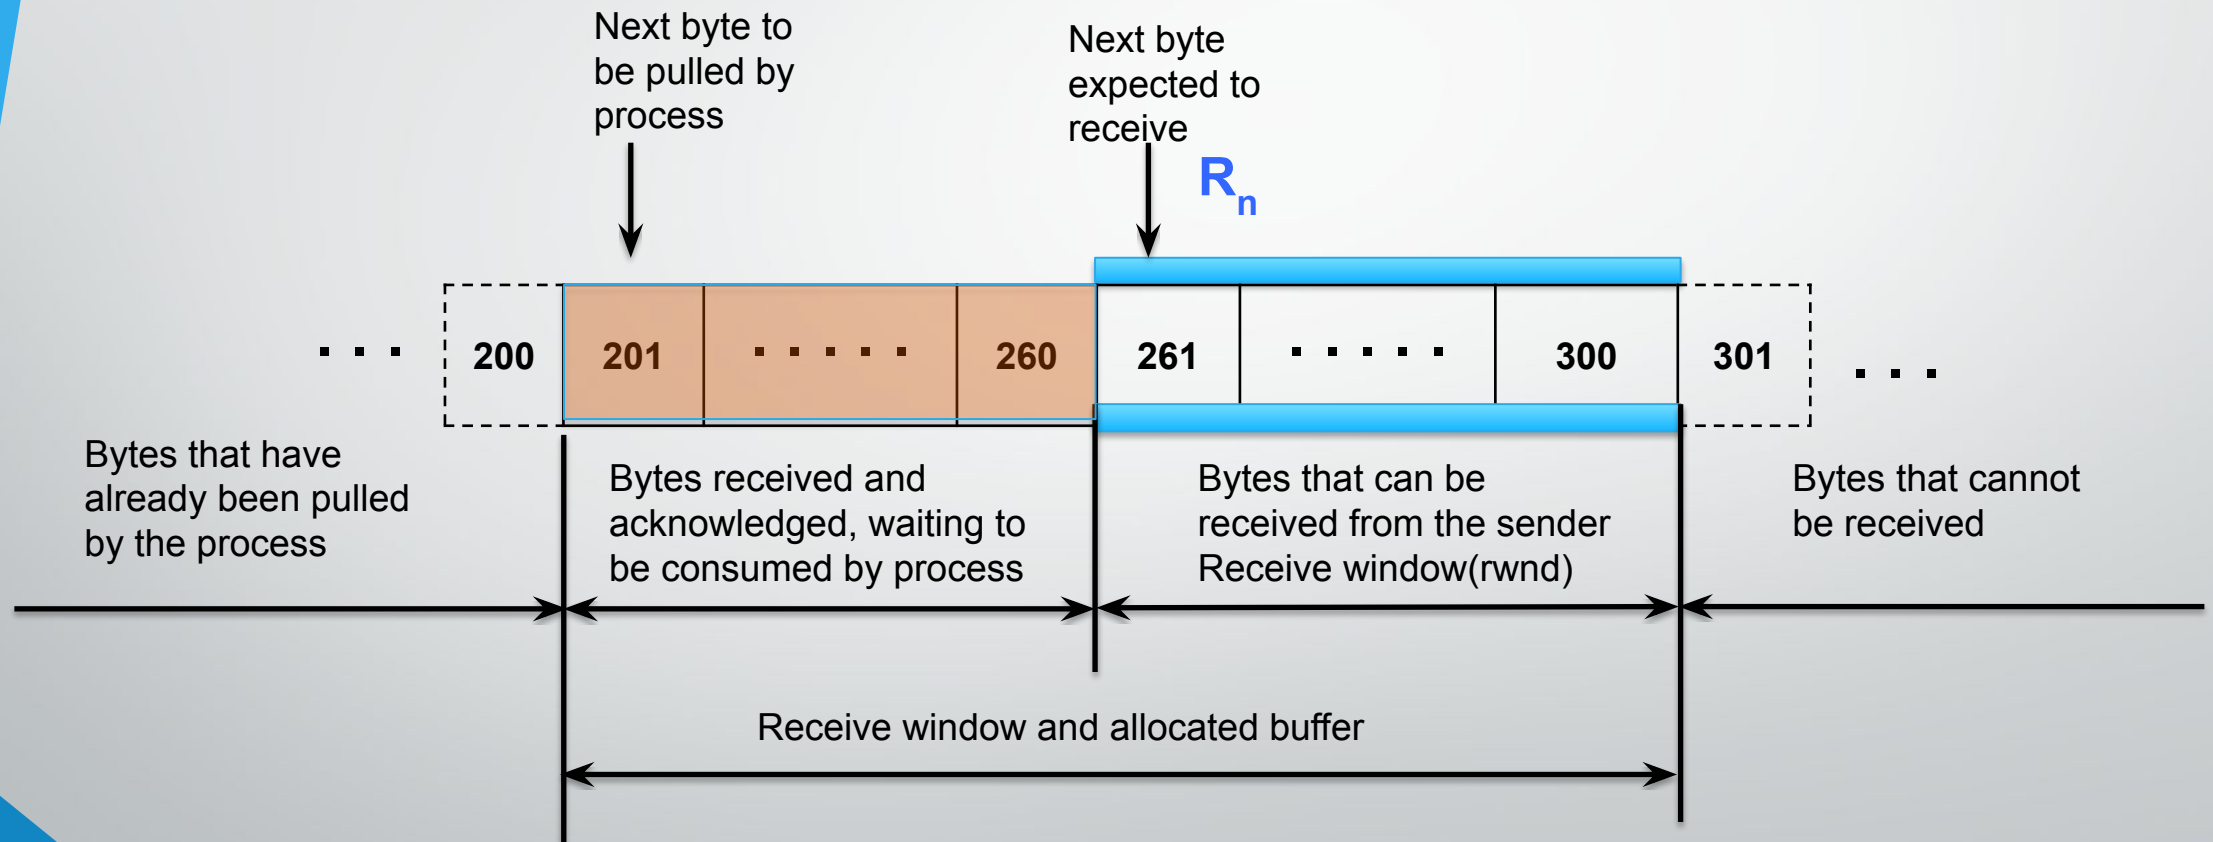 Next byte to
be pulled by
process
Next byte
expected to
receive
Rn
. . . 200 201 . . . . . 260 261 . . . . . 300 301 . . .
Bytes that have
already been pulled
by the process
Bytes received and
acknowledged, waiting to
be consumed by process
Bytes that can be
received from the sender
Receive window(rwnd)
Bytes that cannot
be received
Receive window and allocated buffer